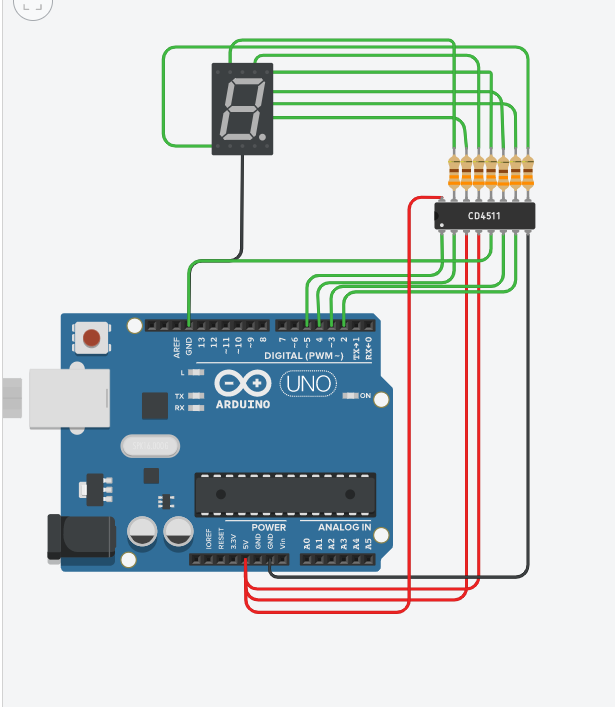 CD4511
AREF
GND
13
12
~11
~10
~9
8
7
~6
~5
4
~3
2
TX→1
RX←0
DIGITAL (PWM~)
L
TX
RX
ARDUINO
UNO
ON
POWER
ANALOG IN
IOREF
RESET
3.3V
5V
GND
GND
Vin
A0
A1
A2
A3
A4
A5